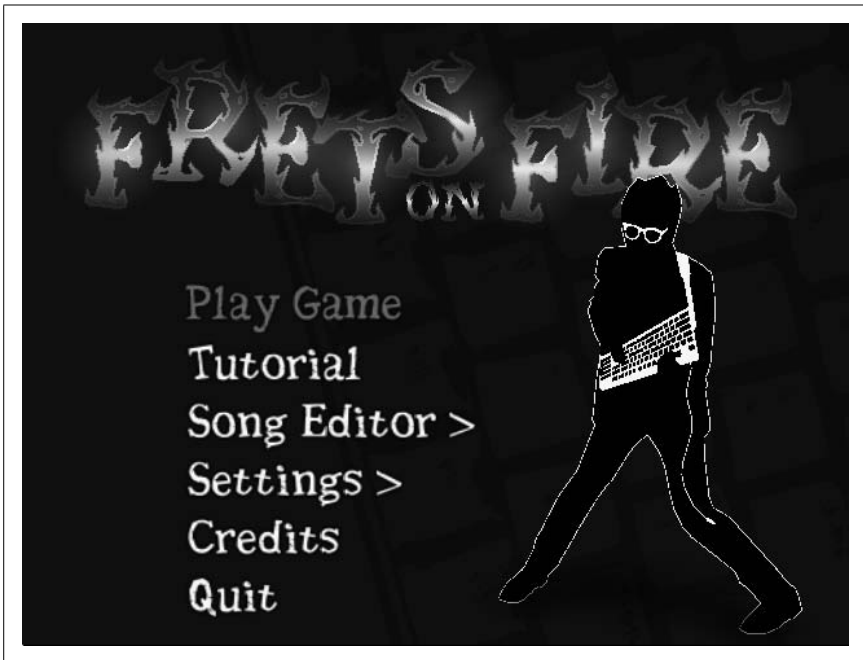 FRETS ON FIRE
Play Game
Tutorial
Song Editor >
Settings >
Credits
Quit